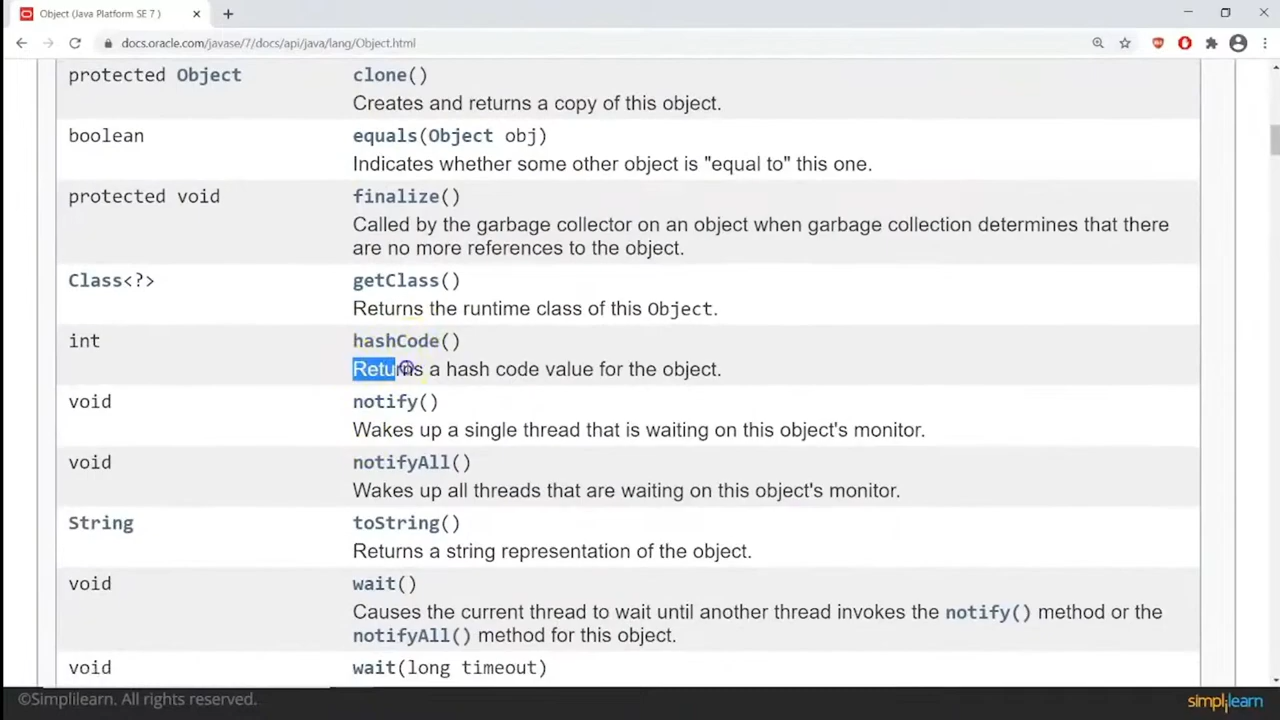 Object (Java Platform SE 7 )
docs.oracle.com/javase/7/docs/api/java/lang/Object.html
protected Object clone()
Creates and returns a copy of this object.
boolean equals(Object obj)
Indicates whether some other object is "equal to" this one.
protected void finalize()
Called by the garbage collector on an object when garbage collection determines that there
are no more references to the object.
Class<?> getClass()
Returns the runtime class of this Object.
int hashCode()
Returns a hash code value for the object.
void notify()
Wakes up a single thread that is waiting on this object's monitor.
void notifyAll()
Wakes up all threads that are waiting on this object's monitor.
String toString()
Returns a string representation of the object.
void wait()
Causes the current thread to wait until another thread invokes the notify() method or the
notifyAll() method for this object.
void wait(long timeout)
©Simplilearn. All rights reserved.
simplilearn